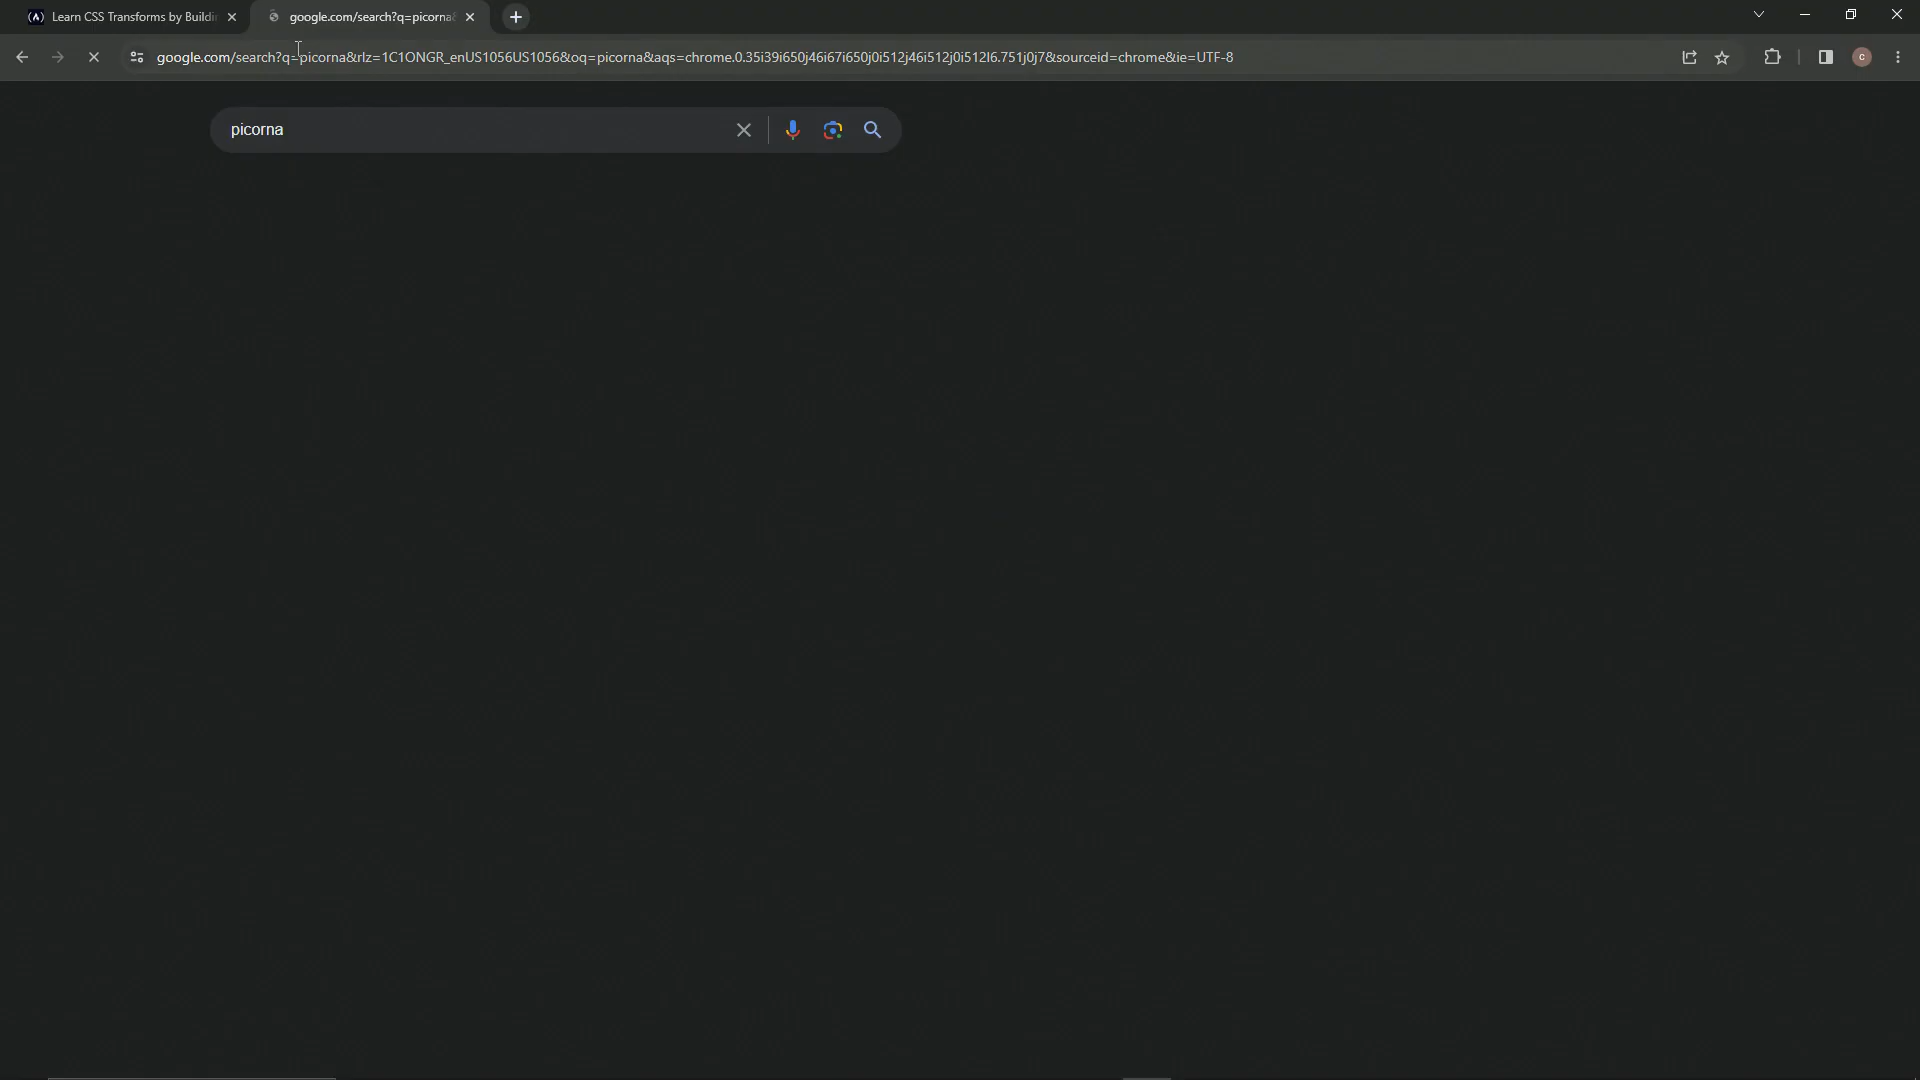 Learn CSS Transforms by Buildin
google.com/search?q=picorna&
google.com/search?q=picorna&rlz=1C1ONGR_enUS1056US1056&oq=picorna&aqs=chrome.0.35i39i650j46i67i650j0i512j46i512j0i512l6.751j0j7&sourceid=chrome&ie=UTF-8
C
picorna